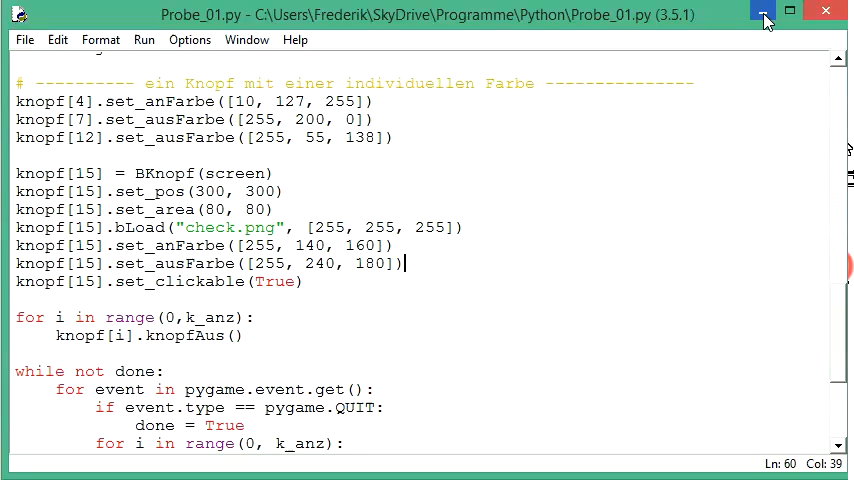 Probe_01.py - C:\Users\Frederik\SkyDrive\Programme\Python\Probe_01.py (3.5.1)
File Edit Format Run Options Window Help
# ---------- ein Knopf mit einer individuellen Farbe ---------------
knopf[4].set_anFarbe([10, 127, 255])
knopf[7].set_ausFarbe([255, 200, 0])
knopf[12].set_ausFarbe([255, 55, 138])
knopf[15] = BKnopf(screen)
knopf[15].set_pos(300, 300)
knopf[15].set_area(80, 80)
knopf[15].bLoad("check.png", [255, 255, 255])
knopf[15].set_anFarbe([255, 140, 160])
knopf[15].set_ausFarbe([255, 240, 180])
knopf[15].set_clickable(True)
for i in range(0,k_anz):
    knopf[i].knopfAus()
while not done:
    for event in pygame.event.get():
        if event.type == pygame.QUIT:
            done = True
        for i in range(0, k_anz):
Ln: 60 Col: 39